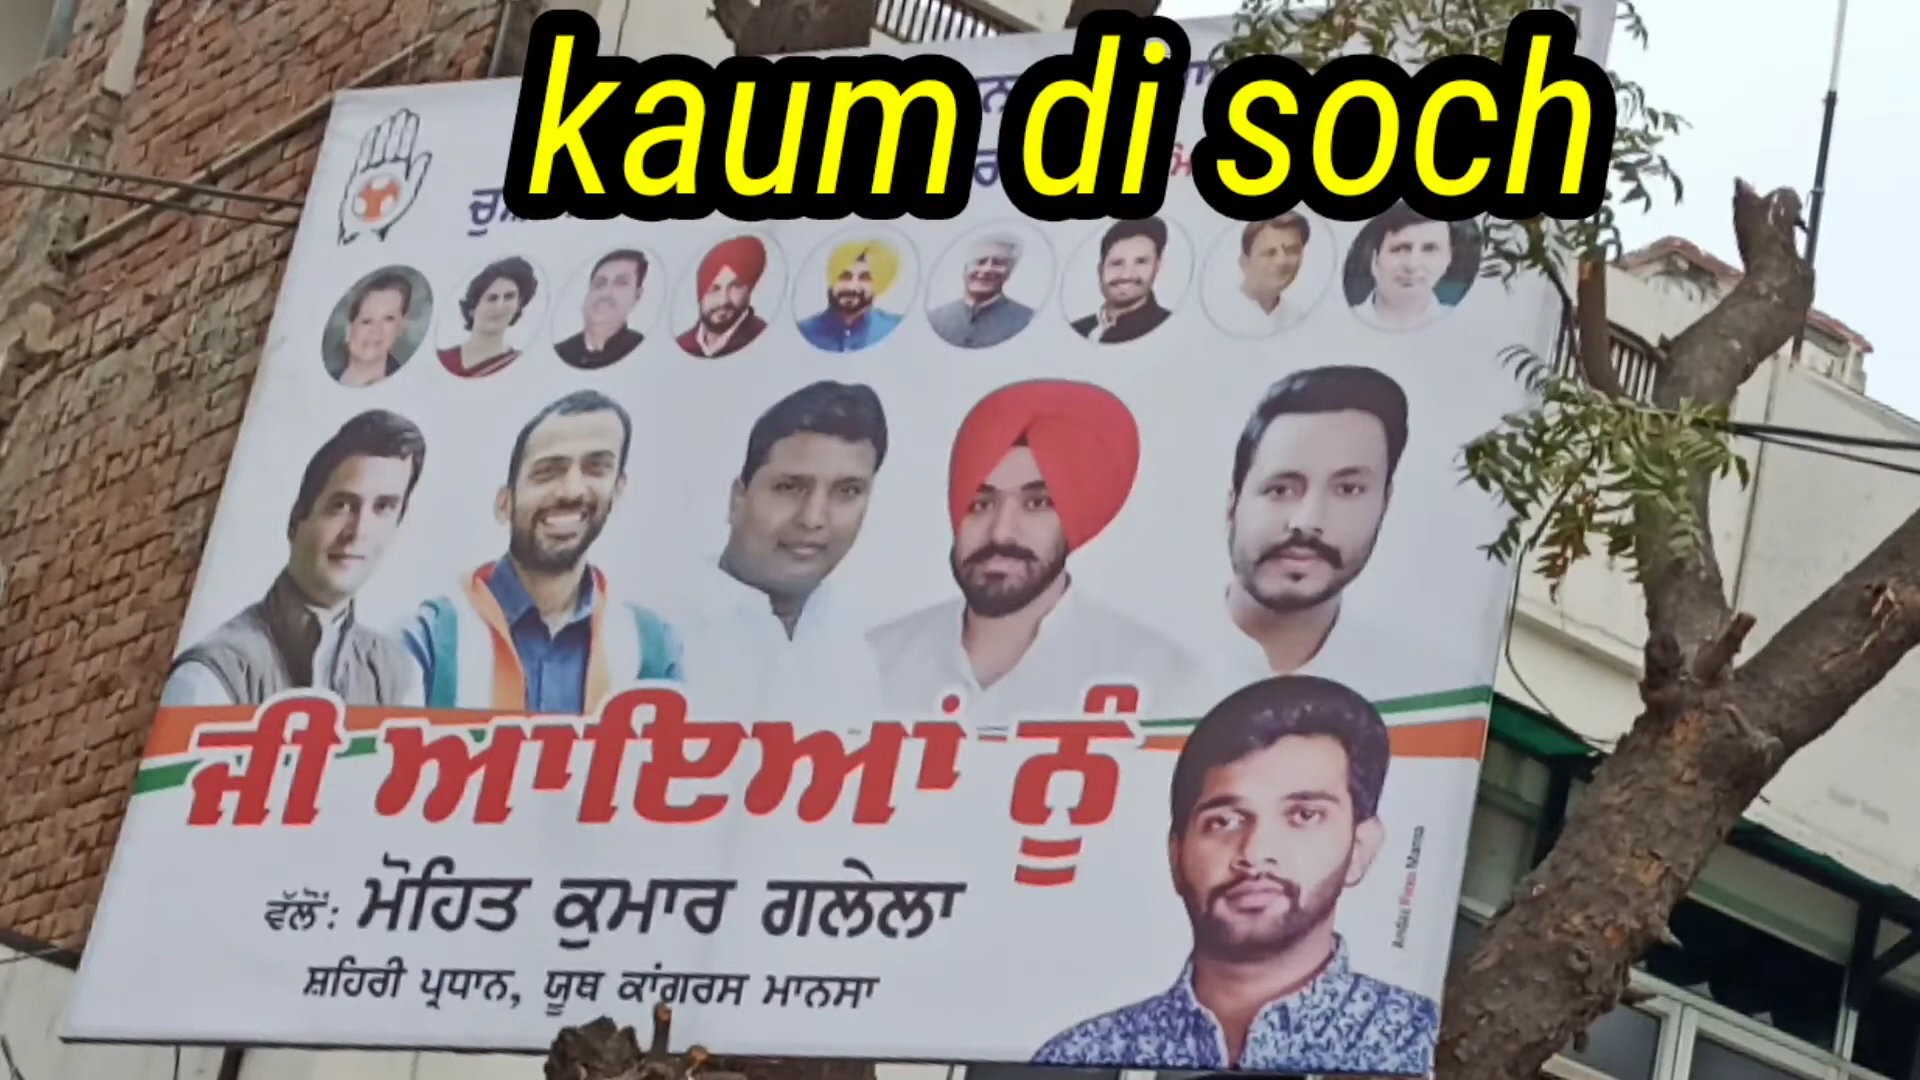 kaum di soch
ਜੀ ਆਇਆਂ ਨੂੰ
ਵੱਲੋਂ: ਮੋਹਿਤ ਕੁਮਾਰ ਗਲੇਲਾ
ਸ਼ਹਿਰੀ ਪ੍ਰਧਾਨ, ਯੂਥ ਕਾਂਗਰਸ ਮਾਨਸਾ